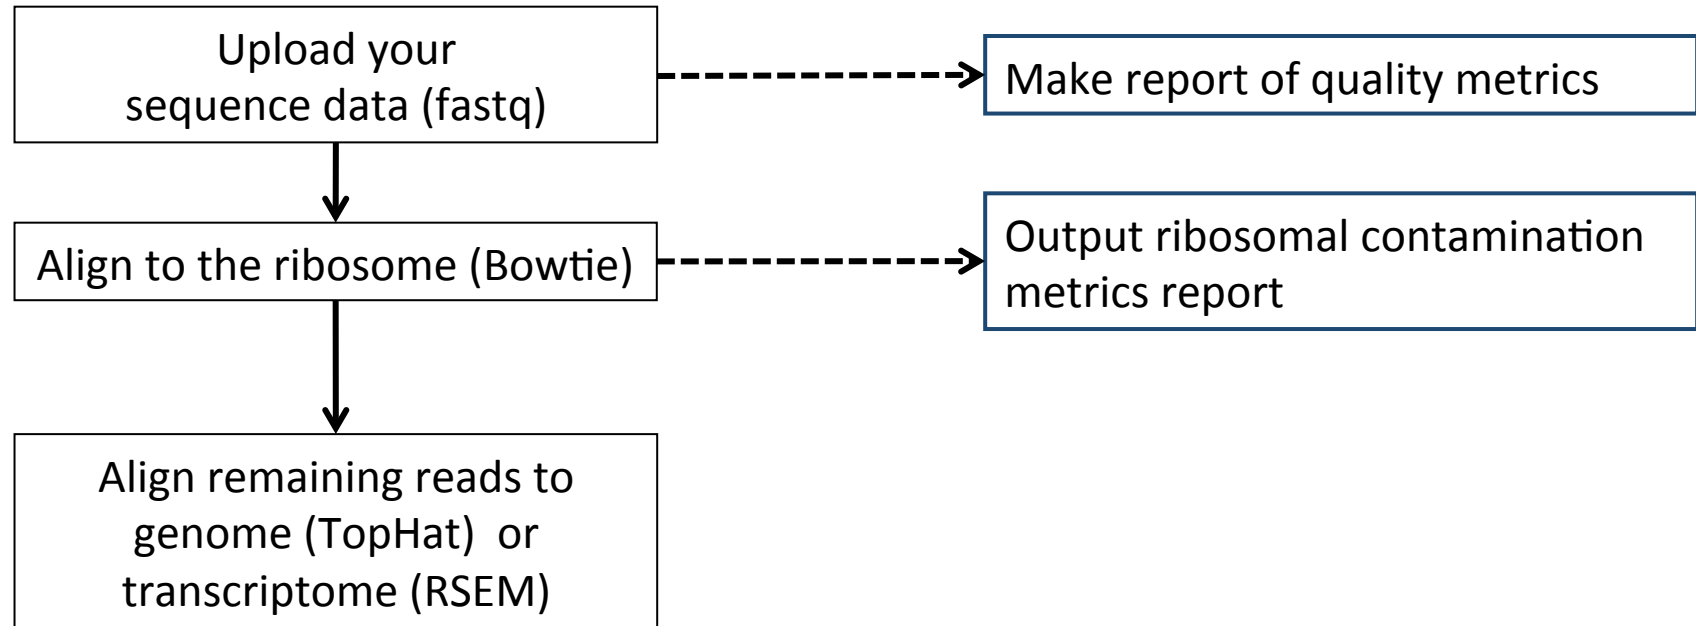 Upload your
sequence data (fastq)
Make report of quality metrics
Align to the ribosome (Bowtie)
Output ribosomal contamination
metrics report
Align remaining reads to
genome (TopHat) or
transcriptome (RSEM)